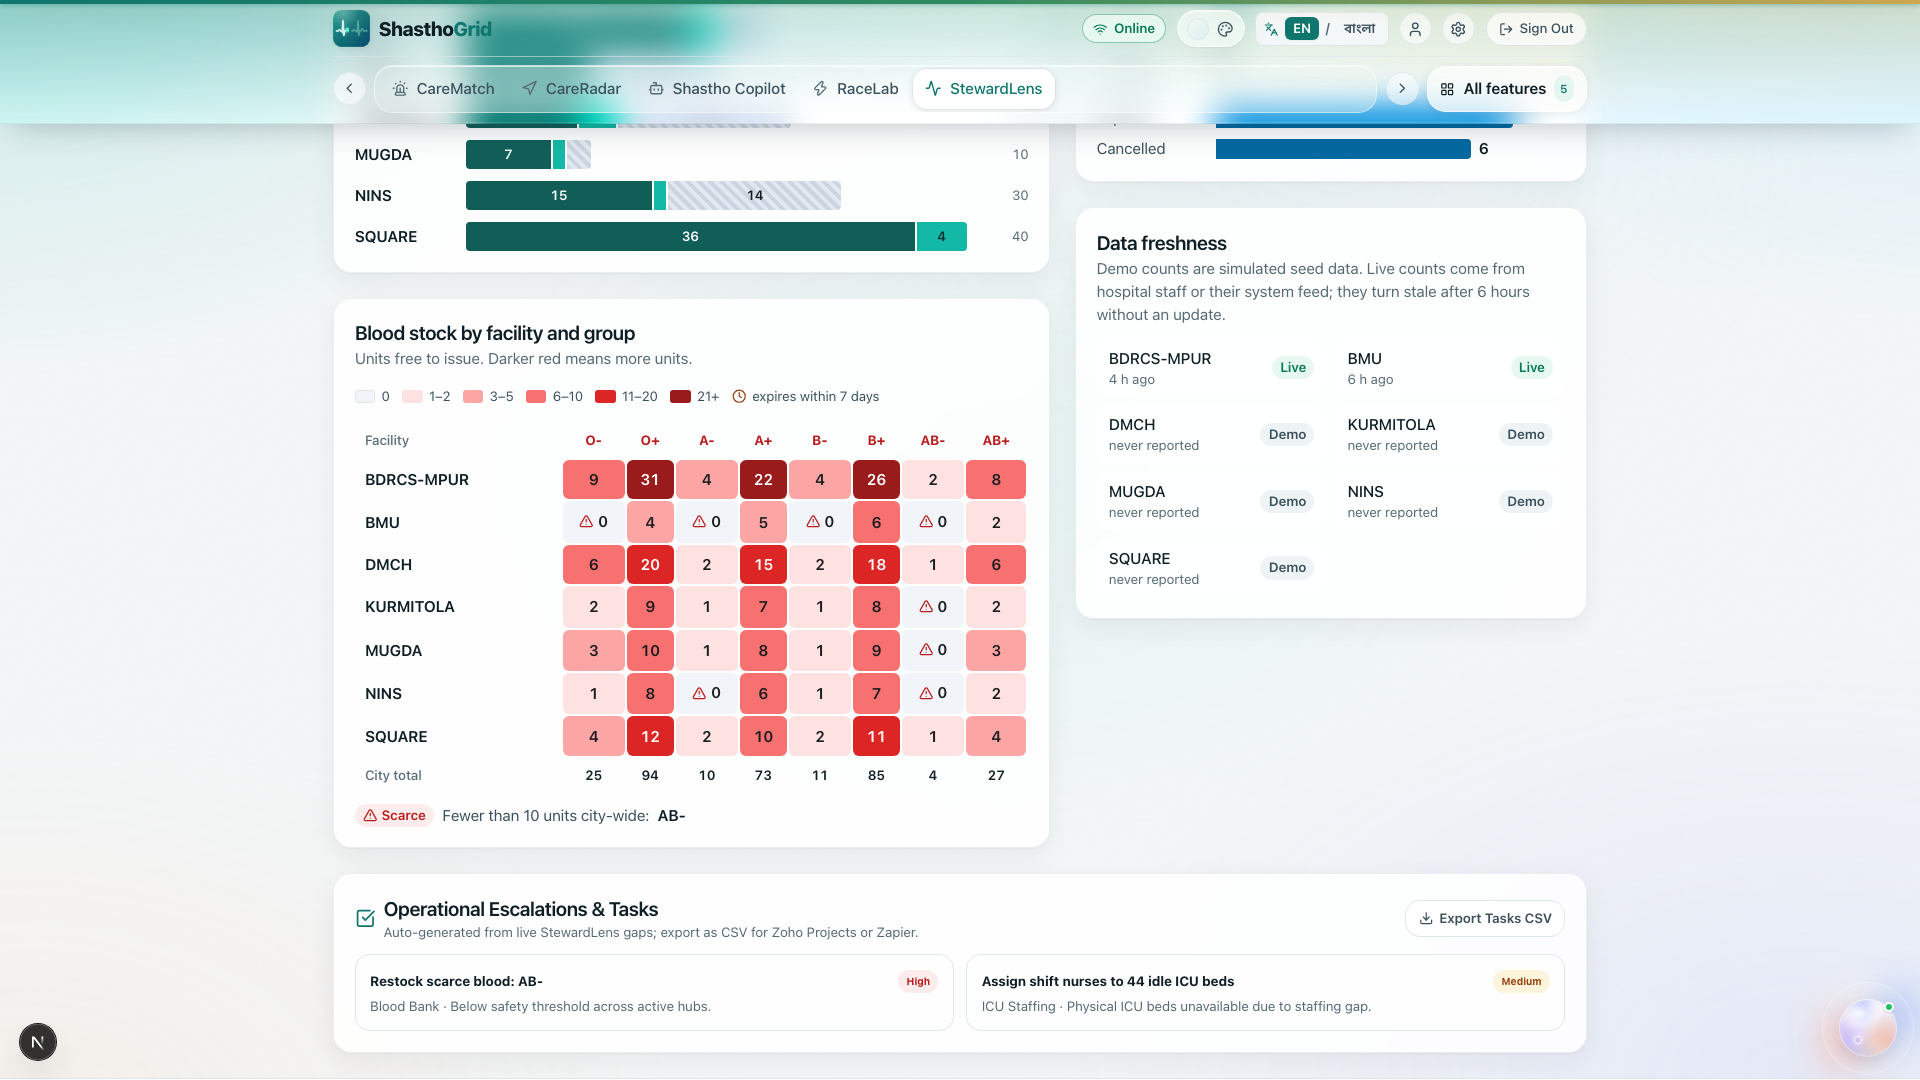 ShasthoGrid
Online
EN / বাংলা
Sign Out
CareMatch
CareRadar
Shastho Copilot
RaceLab
StewardLens
All features 5
MUGDA 7 10
NINS 15 14 30
SQUARE 36 4 40
Cancelled 6
Blood stock by facility and group
Units free to issue. Darker red means more units.
0 1–2 3–5 6–10 11–20 21+ expires within 7 days
Facility O- O+ A- A+ B- B+ AB- AB+
BDRCS-MPUR 9 31 4 22 4 26 2 8
BMU 0 4 0 5 0 6 0 2
DMCH 6 20 2 15 2 18 1 6
KURMITOLA 2 9 1 7 1 8 0 2
MUGDA 3 10 1 8 1 9 0 3
NINS 1 8 0 6 1 7 0 2
SQUARE 4 12 2 10 2 11 1 4
City total 25 94 10 73 11 85 4 27
Scarce Fewer than 10 units city-wide: AB-
Data freshness
Demo counts are simulated seed data. Live counts come from
hospital staff or their system feed; they turn stale after 6 hours
without an update.
BDRCS-MPUR
4 h ago
Live
BMU
6 h ago
Live
DMCH
never reported
Demo
KURMITOLA
never reported
Demo
MUGDA
never reported
Demo
NINS
never reported
Demo
SQUARE
never reported
Demo
Operational Escalations & Tasks
Auto-generated from live StewardLens gaps; export as CSV for Zoho Projects or Zapier.
Export Tasks CSV
Restock scarce blood: AB-
High
Blood Bank · Below safety threshold across active hubs.
Assign shift nurses to 44 idle ICU beds
Medium
ICU Staffing · Physical ICU beds unavailable due to staffing gap.
N